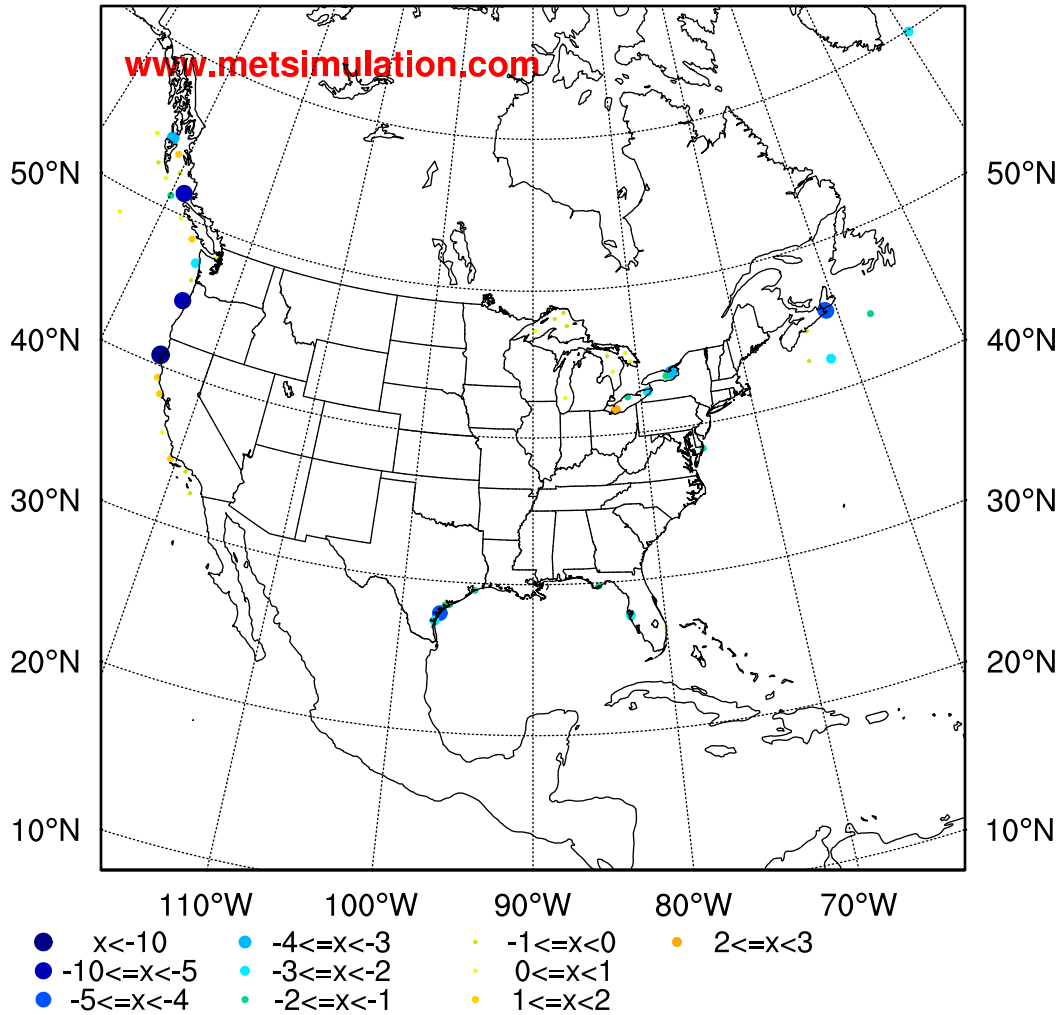 www.metsimulation.com
50°N 50°N
40°N 40°N
30°N 30°N
20°N 20°N
10°N 10°N
110°W 100°W 90°W 80°W 70°W
x<-10 -4<=x<-3 -1<=x<0 2<=x<3
-10<=x<-5 -3<=x<-2 0<=x<1
-5<=x<-4 -2<=x<-1 1<=x<2